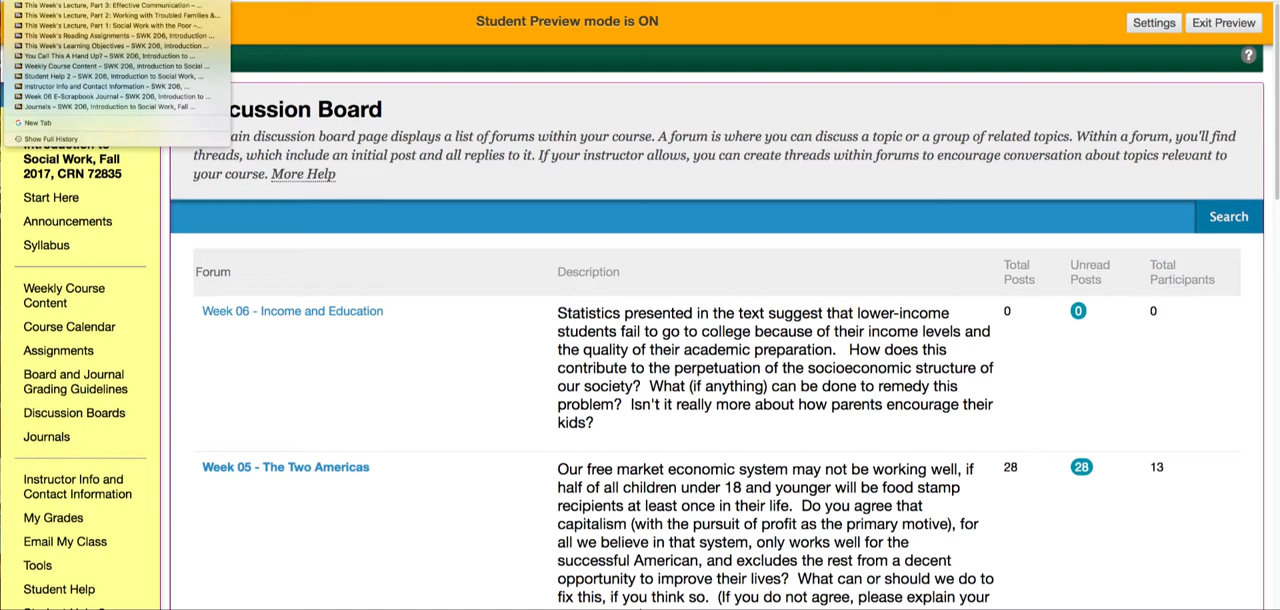 This Week's Lecture, Part 3: Effective Communication – ...
This Week's Lecture, Part 2: Working with Troubled Families &...
This Week's Lecture, Part 1: Social Work with the Poor –...
This Week's Reading Assignments – SWK 206, Introduction ...
This Week's Learning Objectives – SWK 206, Introduction ...
You Call This A Hand Up? – SWK 206, Introduction to ...
Weekly Course Content – SWK 206, Introduction to Social ...
Student Help 2 – SWK 206, Introduction to Social Work, ...
Instructor Info and Contact Information – SWK 206, ...
Week 06 E-Scrapbook Journal – SWK 206, Introduction to ...
Journals – SWK 206, Introduction to Social Work, Fall ...
New Tab
Show Full History
Student Preview mode is ON
Settings
Exit Preview
?
cussion Board
ain discussion board page displays a list of forums within your course. A forum is where you can discuss a topic or a group of related topics. Within a forum, you'll find
threads, which include an initial post and all replies to it. If your instructor allows, you can create threads within forums to encourage conversation about topics relevant to
your course. More Help
Search
Introduction to
Social Work, Fall
2017, CRN 72835
Start Here
Announcements
Syllabus
Weekly Course
Content
Course Calendar
Assignments
Board and Journal
Grading Guidelines
Discussion Boards
Journals
Instructor Info and
Contact Information
My Grades
Email My Class
Tools
Student Help
Forum
Description
Total
Posts
Unread
Posts
Total
Participants
Week 06 - Income and Education
Statistics presented in the text suggest that lower-income
students fail to go to college because of their income levels and
the quality of their academic preparation. How does this
contribute to the perpetuation of the socioeconomic structure of
our society? What (if anything) can be done to remedy this
problem? Isn't it really more about how parents encourage their
kids?
0
0
0
Week 05 - The Two Americas
Our free market economic system may not be working well, if
half of all children under 18 and younger will be food stamp
recipients at least once in their life. Do you agree that
capitalism (with the pursuit of profit as the primary motive), for
all we believe in that system, only works well for the
successful American, and excludes the rest from a decent
opportunity to improve their lives? What can or should we do to
fix this, if you think so. (If you do not agree, please explain your
28
28
13